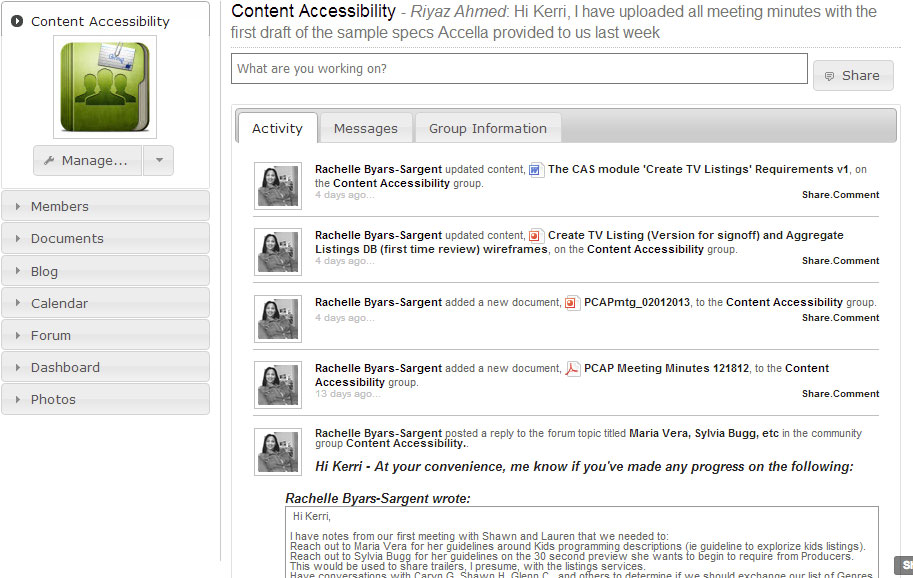 Content Accessibility
Manage...
Members
Documents
Blog
Calendar
Forum
Dashboard
Photos
Content Accessibility - Riyaz Ahmed: Hi Kerri, I have uploaded all meeting minutes with the
first draft of the sample specs Accella provided to us last week
What are you working on?
Share
Activity
Messages
Group Information
Rachelle Byars-Sargent updated content, The CAS module 'Create TV Listings' Requirements v1, on
the Content Accessibility group.
4 days ago...
Share.Comment
Rachelle Byars-Sargent updated content, Create TV Listing (Version for signoff) and Aggregate
Listings DB (first time review) wireframes, on the Content Accessibility group.
4 days ago...
Share.Comment
Rachelle Byars-Sargent added a new document, PCAPmtg_02012013, to the Content Accessibility group.
4 days ago...
Share.Comment
Rachelle Byars-Sargent added a new document, PCAP Meeting Minutes 121812, to the Content
Accessibility group.
13 days ago...
Share.Comment
Rachelle Byars-Sargent posted a reply to the forum topic titled Maria Vera, Sylvia Bugg, etc in the community
group Content Accessibility..
Hi Kerri - At your convenience, me know if you've made any progress on the following:
Rachelle Byars-Sargent wrote:
Hi Kerri,
I have notes from our first meeting with Shawn and Lauren that we needed to:
Reach out to Maria Vera for her guidelines around Kids programming descriptions (ie guideline to explorize kids listings).
Reach out to Sylvia Bugg for her guidelines on the 30 second preview she wants to begin to require from Producers.
This would be used to share trailers, I presume, with the listings services.
Have conversations with Caryn G, Shawn H, Glenn C., and others to determine if we should exchange our list of Genres